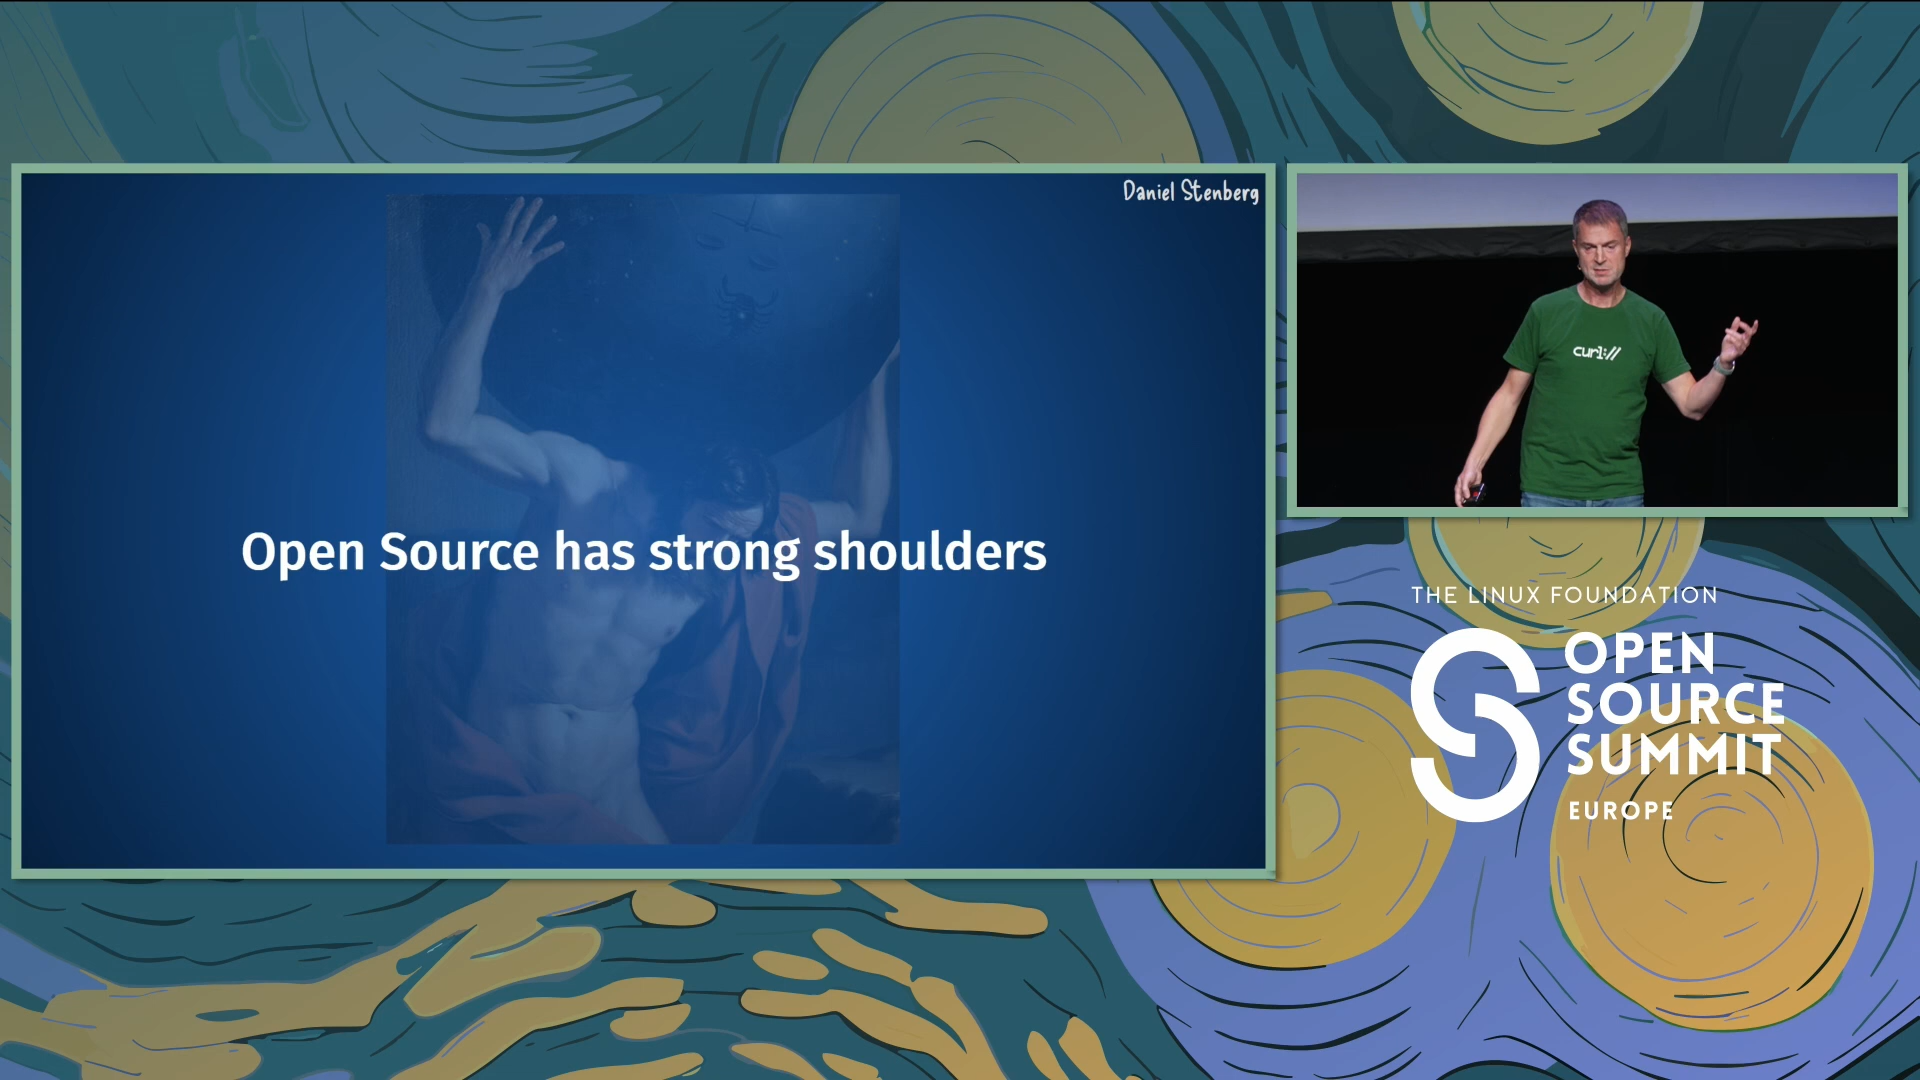 Daniel Stenberg
Open Source has strong shoulders
curl://
THE LINUX FOUNDATION
OPEN
SOURCE
SUMMIT
EUROPE